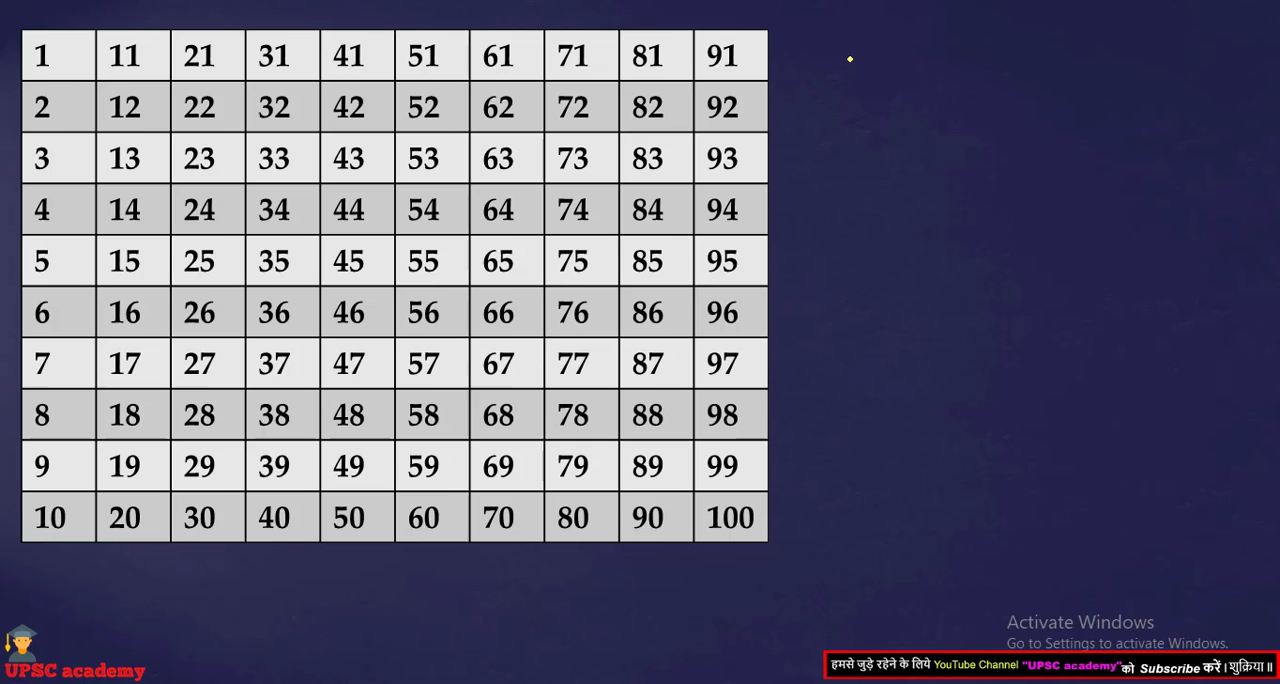 1 11 21 31 41 51 61 71 81 91
2 12 22 32 42 52 62 72 82 92
3 13 23 33 43 53 63 73 83 93
4 14 24 34 44 54 64 74 84 94
5 15 25 35 45 55 65 75 85 95
6 16 26 36 46 56 66 76 86 96
7 17 27 37 47 57 67 77 87 97
8 18 28 38 48 58 68 78 88 98
9 19 29 39 49 59 69 79 89 99
10 20 30 40 50 60 70 80 90 100
Activate Windows
Go to Settings to activate Windows.
UPSC academy
हमसे जुड़े रहेने के लिये YouTube Channel "UPSC academy" को Subscribe करें । शुक्रिया ॥